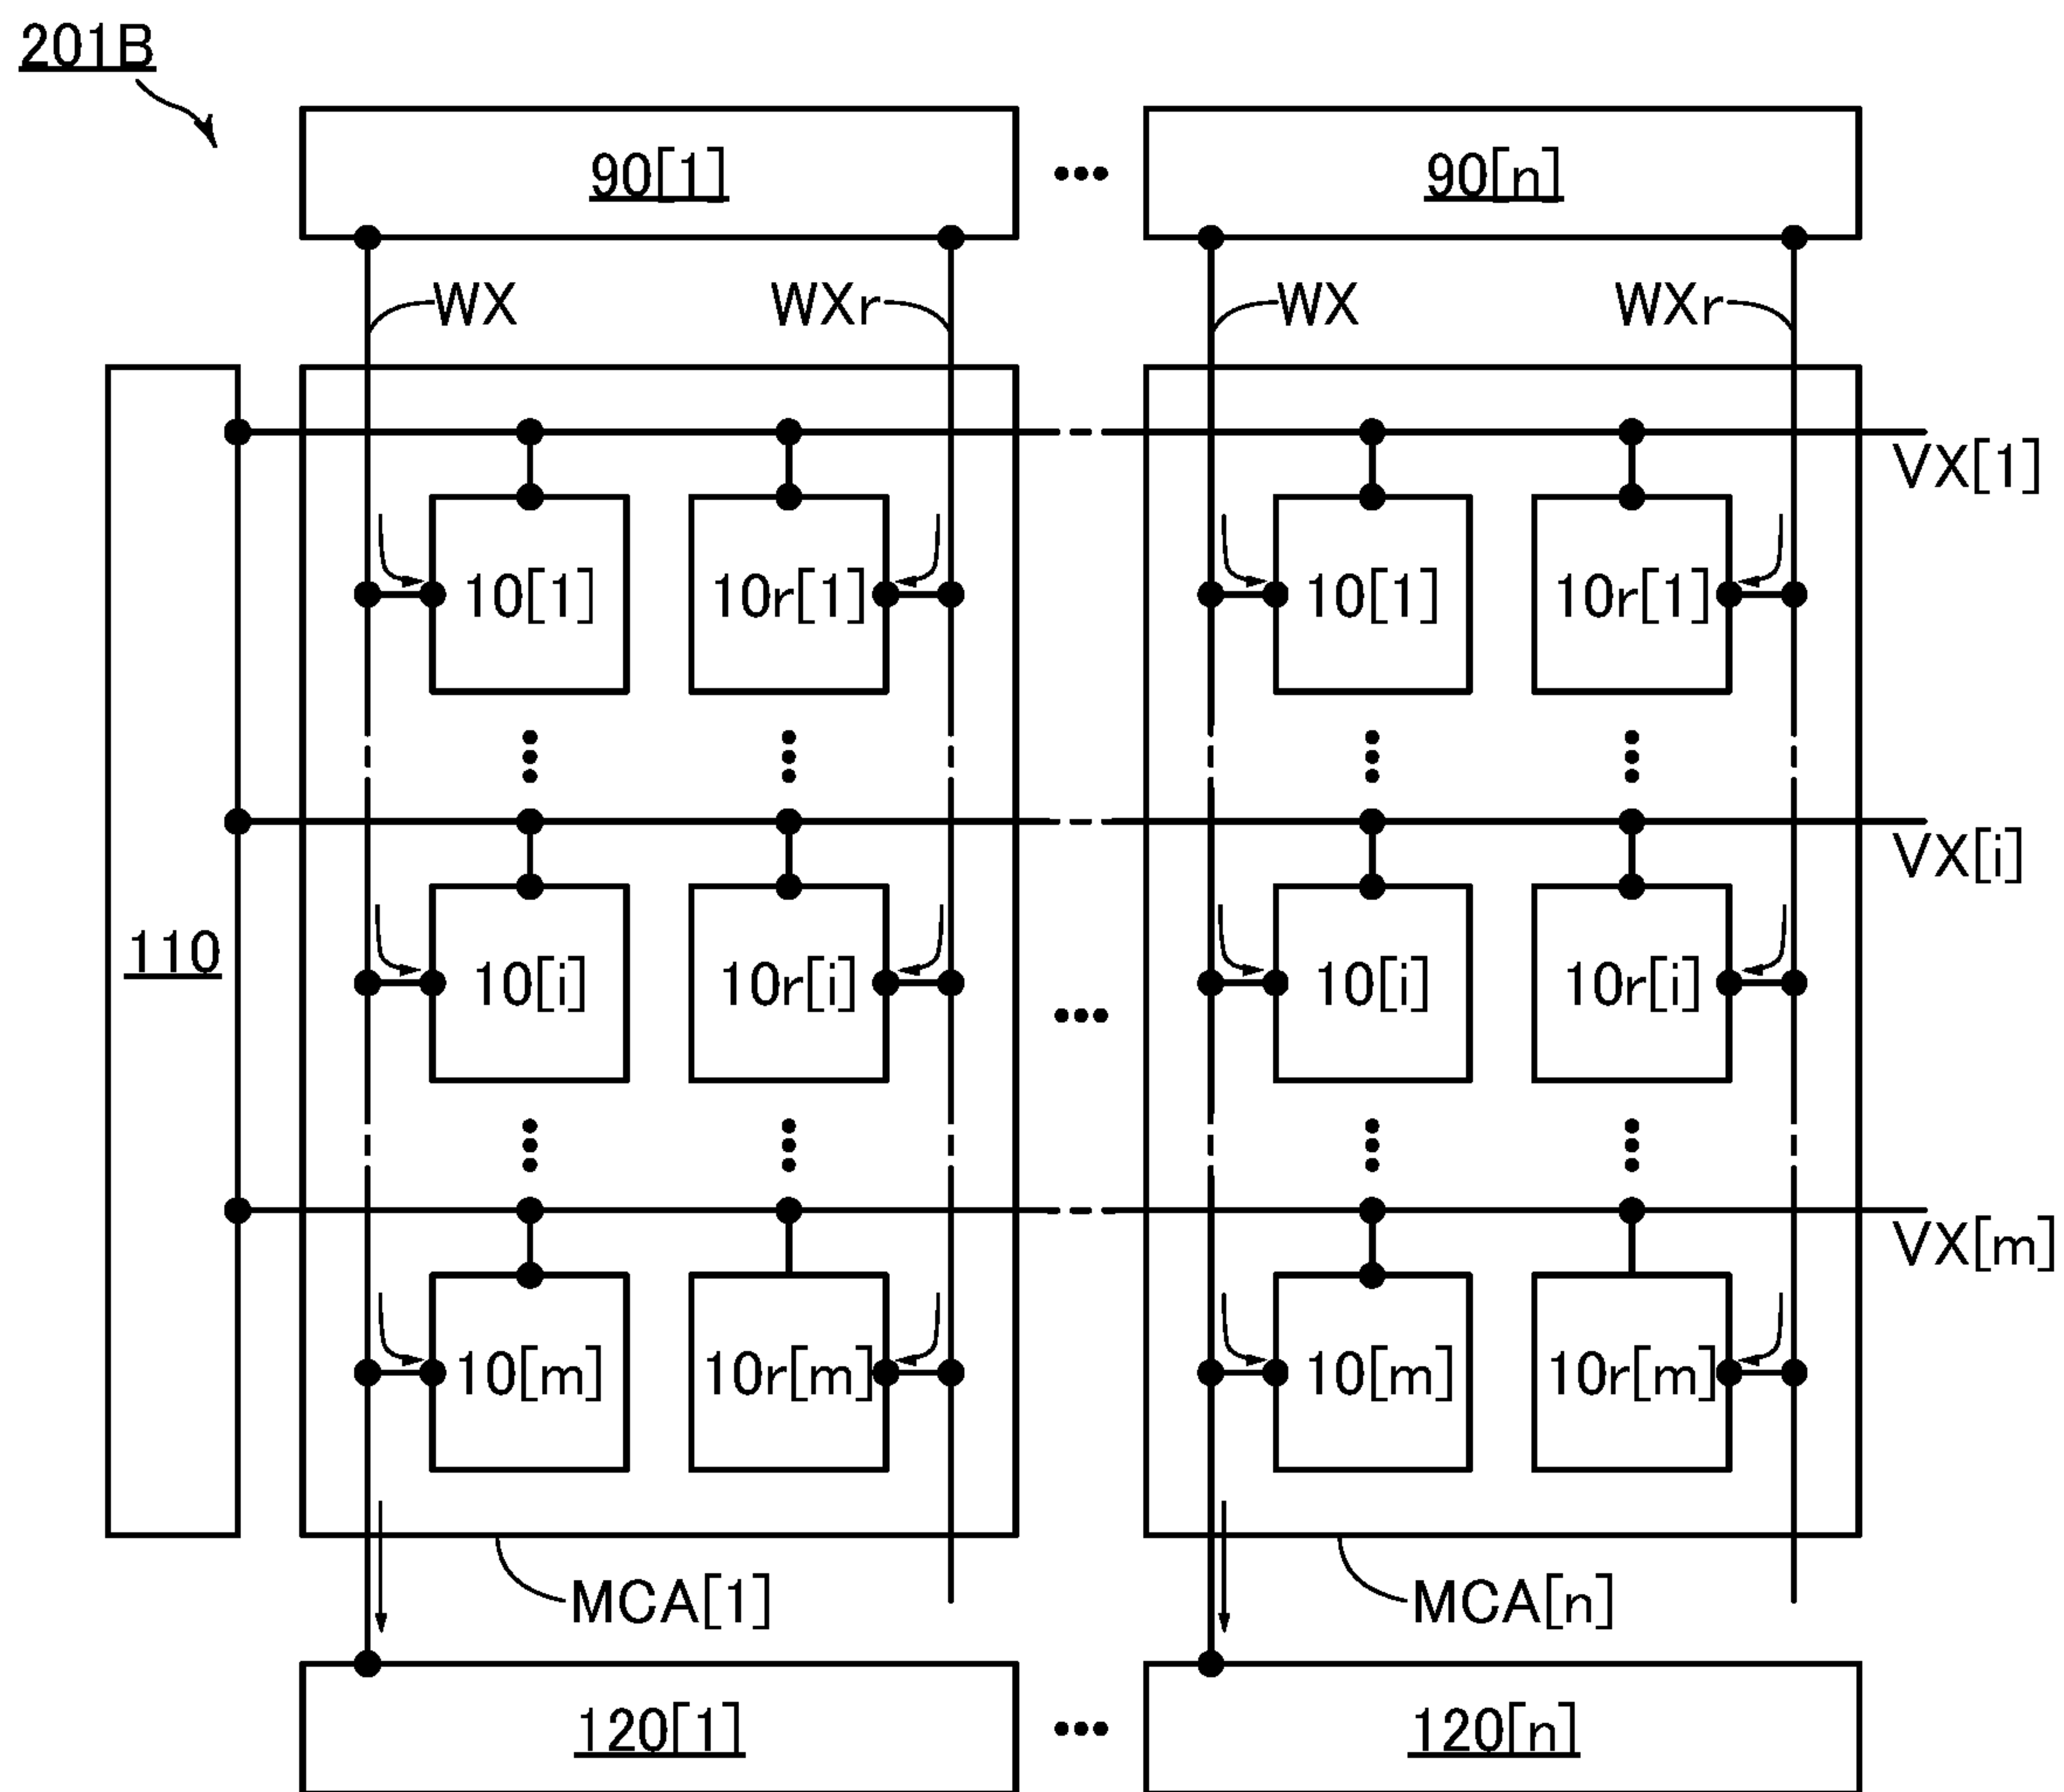 201B
90[1] ••• 90[n]
WX WXr WX WXr
VX[1]
10[1] 10r[1] 10[1] 10r[1]
VX[i]
110
10[i] 10r[i] ••• 10[i] 10r[i]
VX[m]
10[m] 10r[m] 10[m] 10r[m]
MCA[1] MCA[n]
120[1] ••• 120[n]